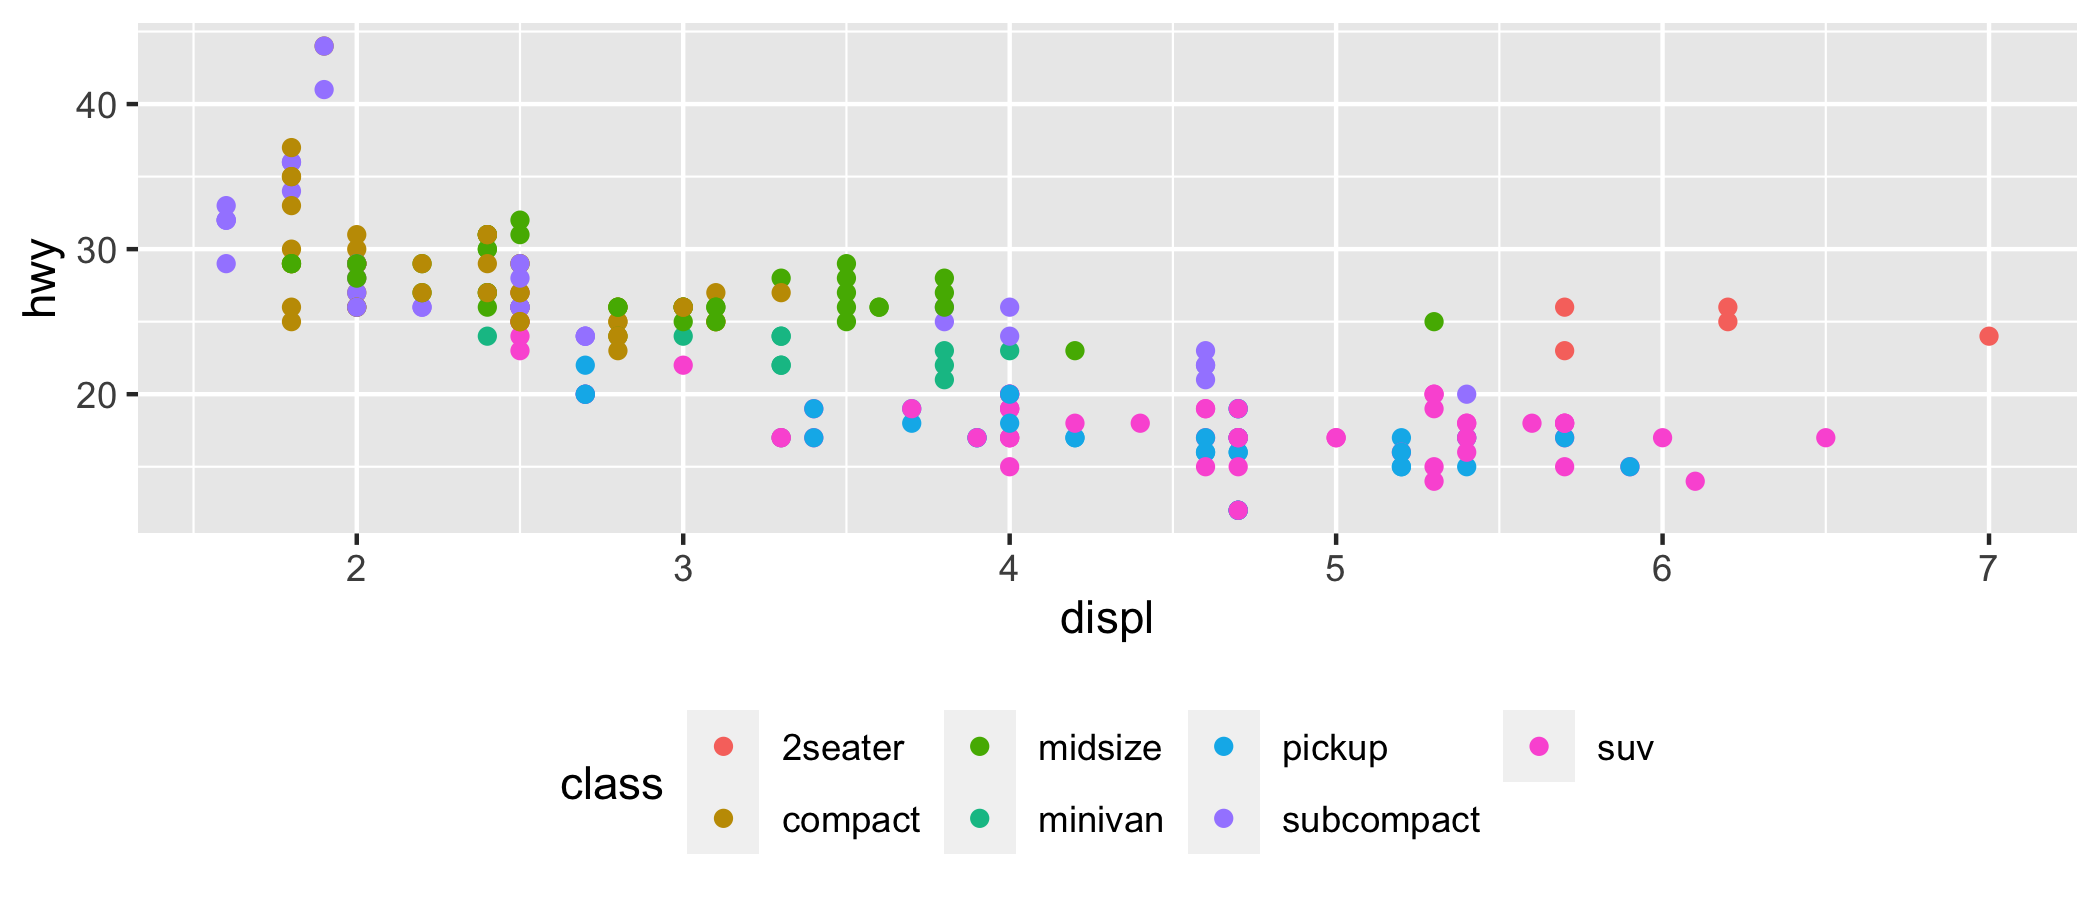 hwy
40
30
20
2 3 4 5 6 7
displ
class
2seater midsize pickup suv
compact minivan subcompact